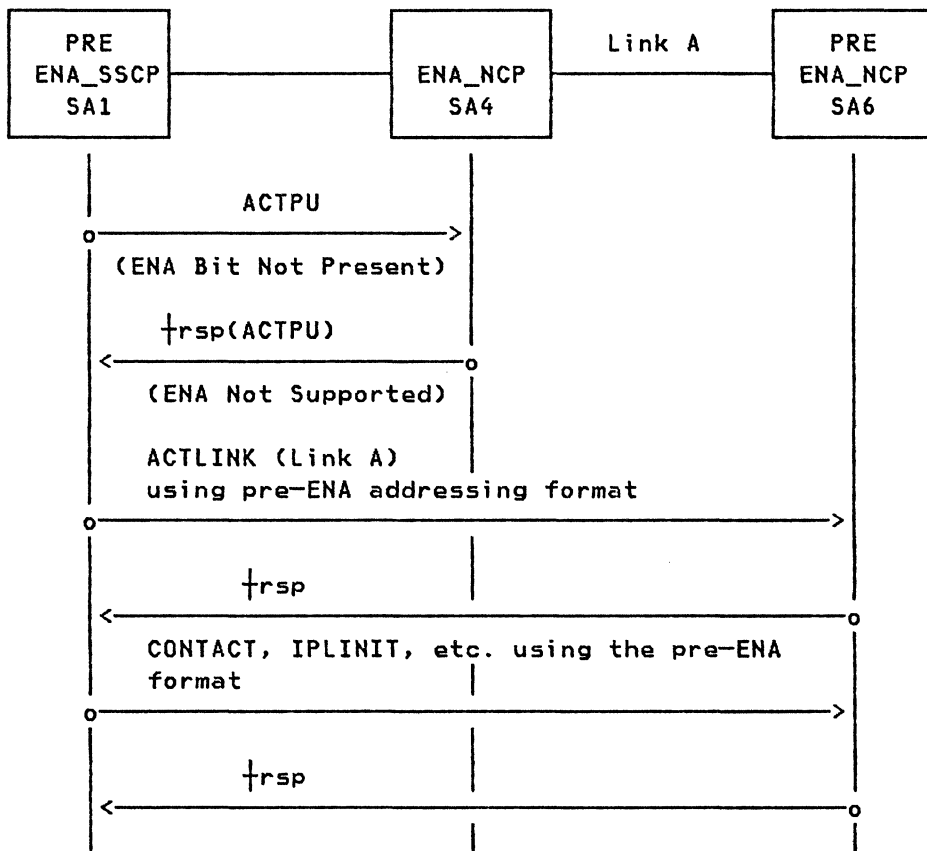 PRE
ENA_SSCP
SA1
ENA_NCP
SA4
Link A
PRE
ENA_NCP
SA6
ACTPU
(ENA Bit Not Present)
+rsp(ACTPU)
(ENA Not Supported)
ACTLINK (Link A)
using pre-ENA addressing format
+rsp
CONTACT, IPLINIT, etc. using the pre-ENA
format
+rsp